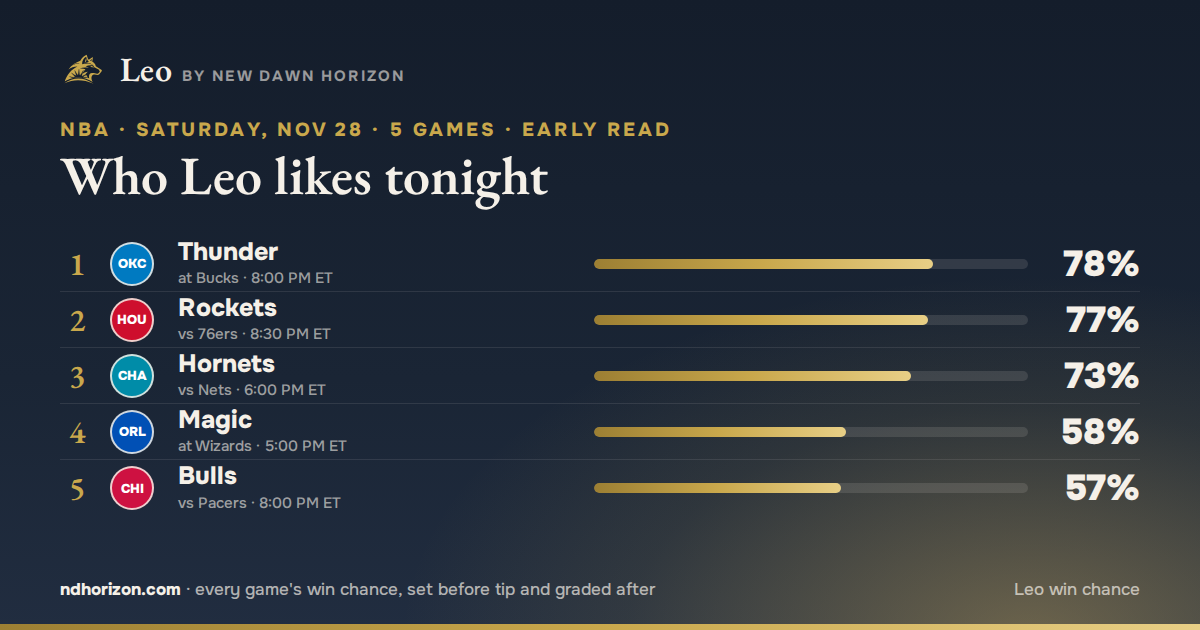 Leo BY NEW DAWN HORIZON
NBA · SATURDAY, NOV 28 · 5 GAMES · EARLY READ
Who Leo likes tonight
1 OKC Thunder 78%
at Bucks · 8:00 PM ET
2 HOU Rockets 77%
vs 76ers · 8:30 PM ET
3 CHA Hornets 73%
vs Nets · 6:00 PM ET
4 ORL Magic 58%
at Wizards · 5:00 PM ET
5 CHI Bulls 57%
vs Pacers · 8:00 PM ET
ndhorizon.com · every game's win chance, set before tip and graded after
Leo win chance